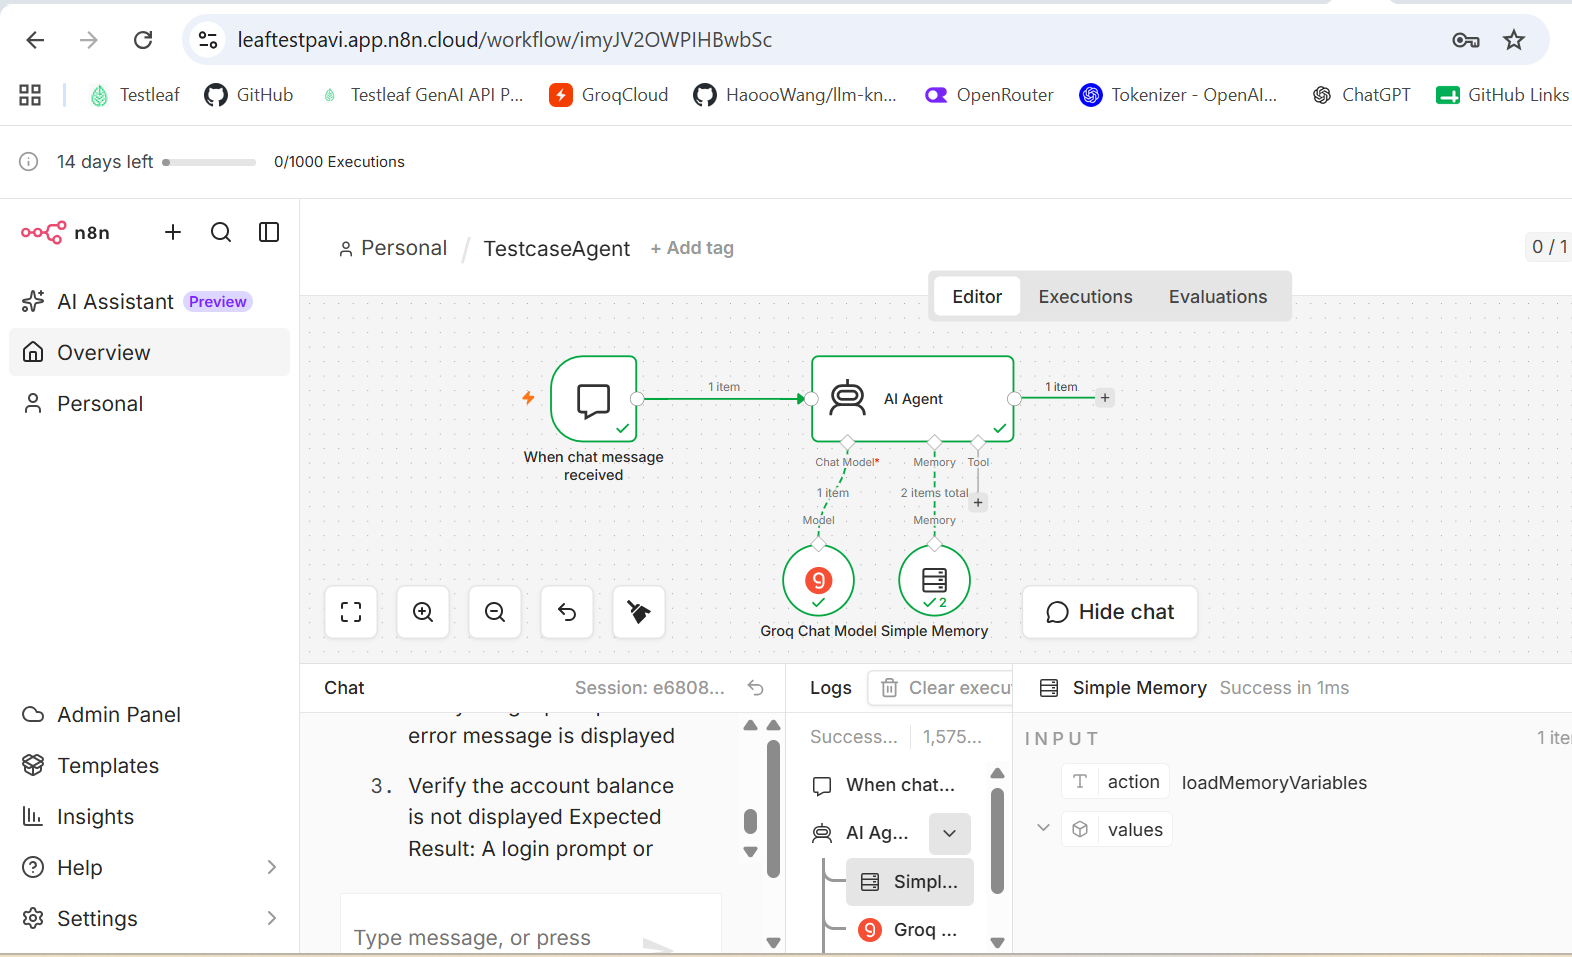 leaftestpavi.app.n8n.cloud/workflow/imyJV2OWPIHBwbSc
Testleaf GitHub Testleaf GenAI API P... GroqCloud HaoooWang/llm-kn... OpenRouter Tokenizer - OpenAI... ChatGPT GitHub Links
14 days left 0/1000 Executions
n8n
AI Assistant Preview
Overview
Personal
Admin Panel
Templates
Insights
Help
Settings
Personal / TestcaseAgent + Add tag
0 / 1
Editor Executions Evaluations
1 item
1 item
AI Agent
When chat message
received
Chat Model* Memory Tool
1 item 2 items total
Model Memory
Groq Chat Model Simple Memory
2
Hide chat
Chat Session: e6808...
error message is displayed
3. Verify the account balance
is not displayed Expected
Result: A login prompt or
Type message, or press
Logs Clear execu
Success... 1,575...
When chat...
AI Ag...
Simpl...
Groq ...
Simple Memory Success in 1ms
INPUT 1 ite
action loadMemoryVariables
values